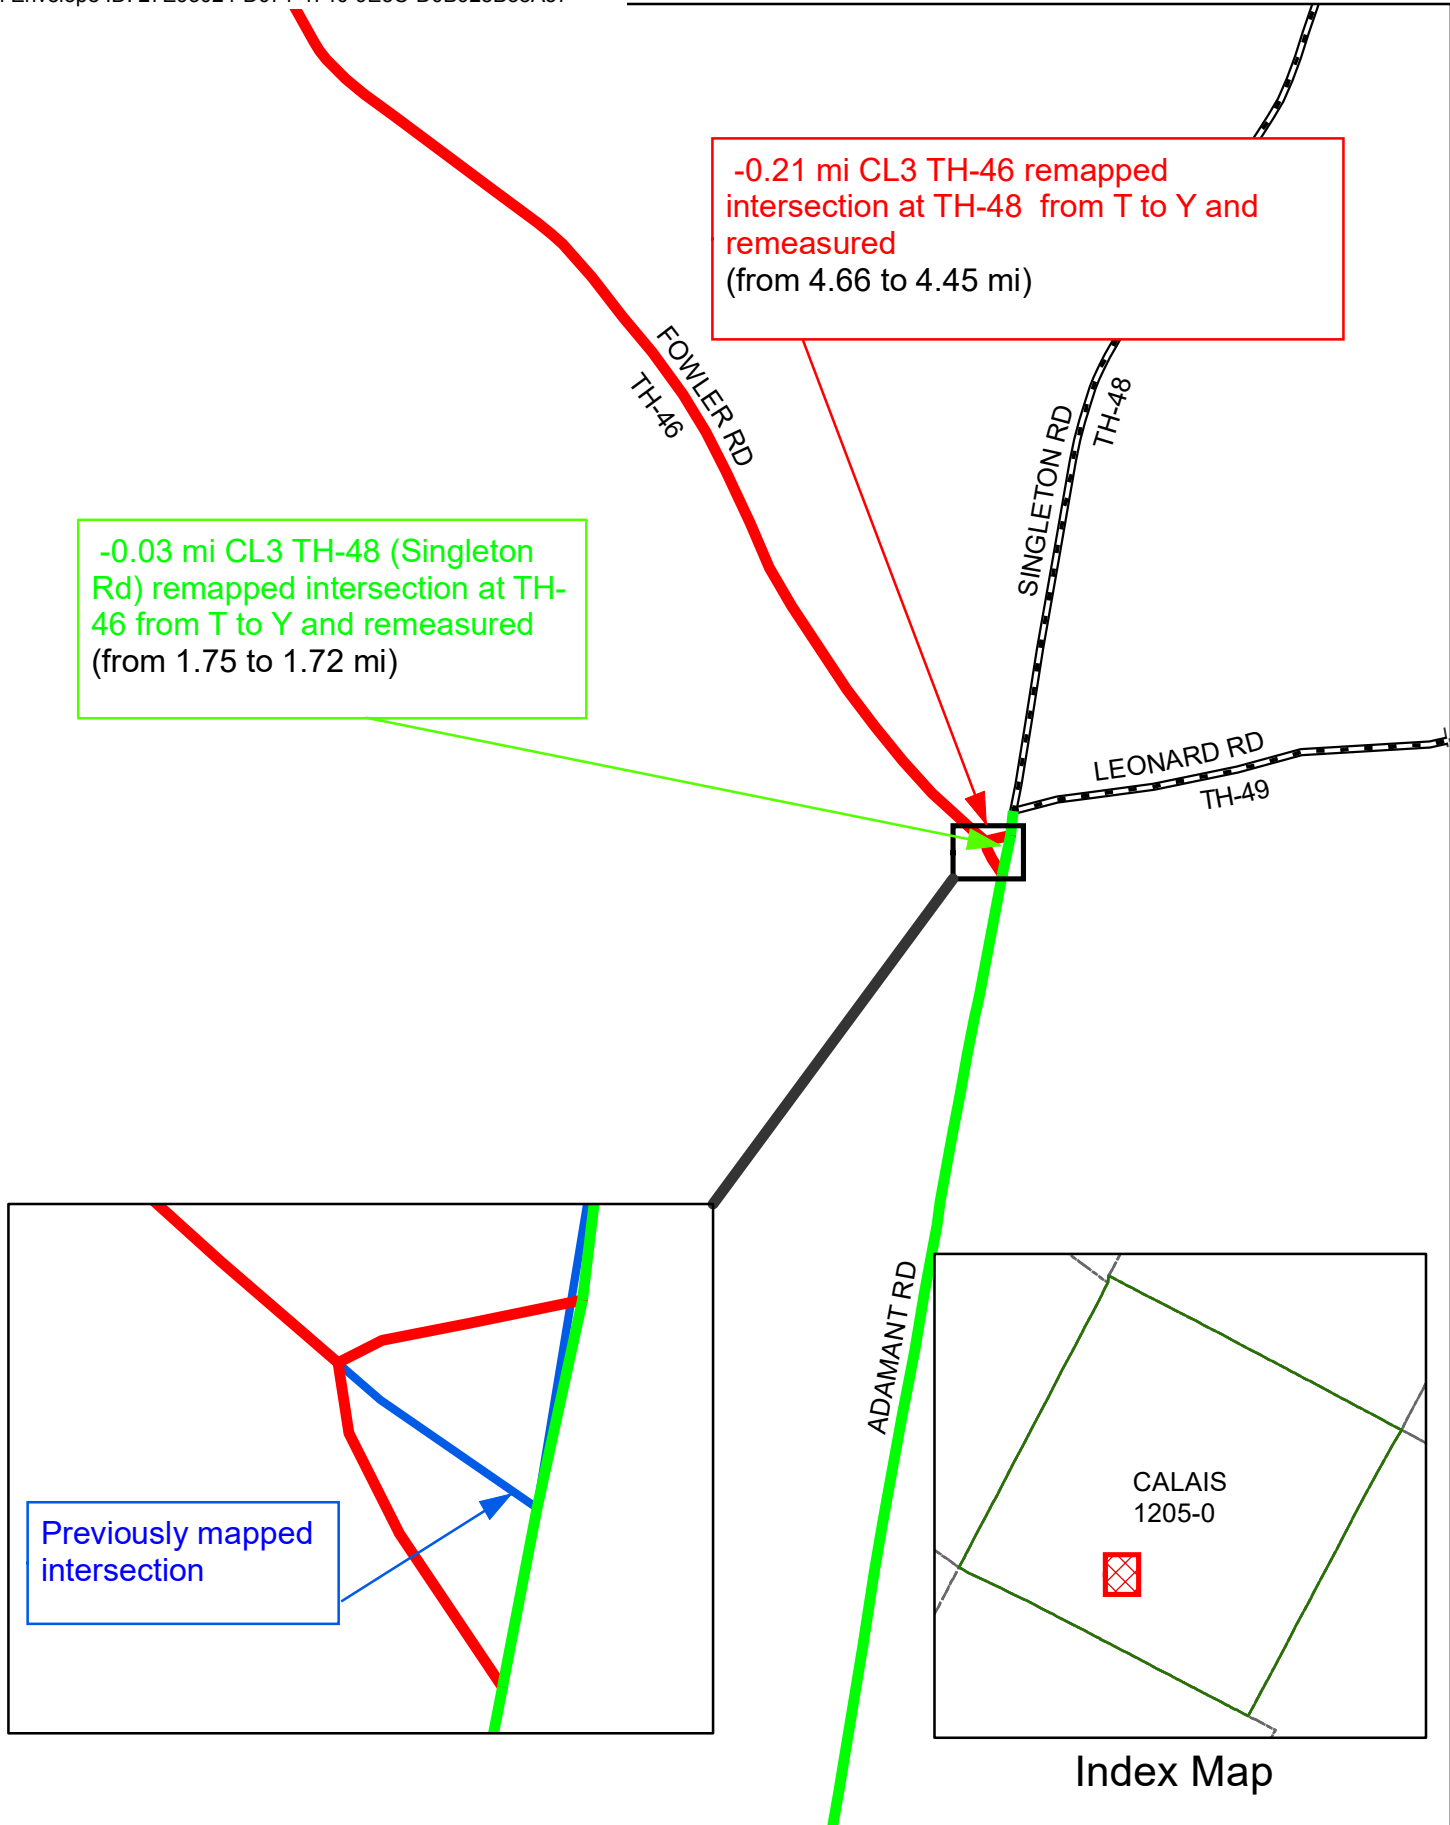 -0.21 mi CL3 TH-46 remapped
intersection at TH-48 from T to Y and
remeasured
(from 4.66 to 4.45 mi)
FOWLER RD
TH-46
SINGLETON RD
TH-48
-0.03 mi CL3 TH-48 (Singleton
Rd) remapped intersection at TH-
46 from T to Y and remeasured
(from 1.75 to 1.72 mi)
LEONARD RD
TH-49
ADAMANT RD
Previously mapped
intersection
CALAIS
1205-0
Index Map